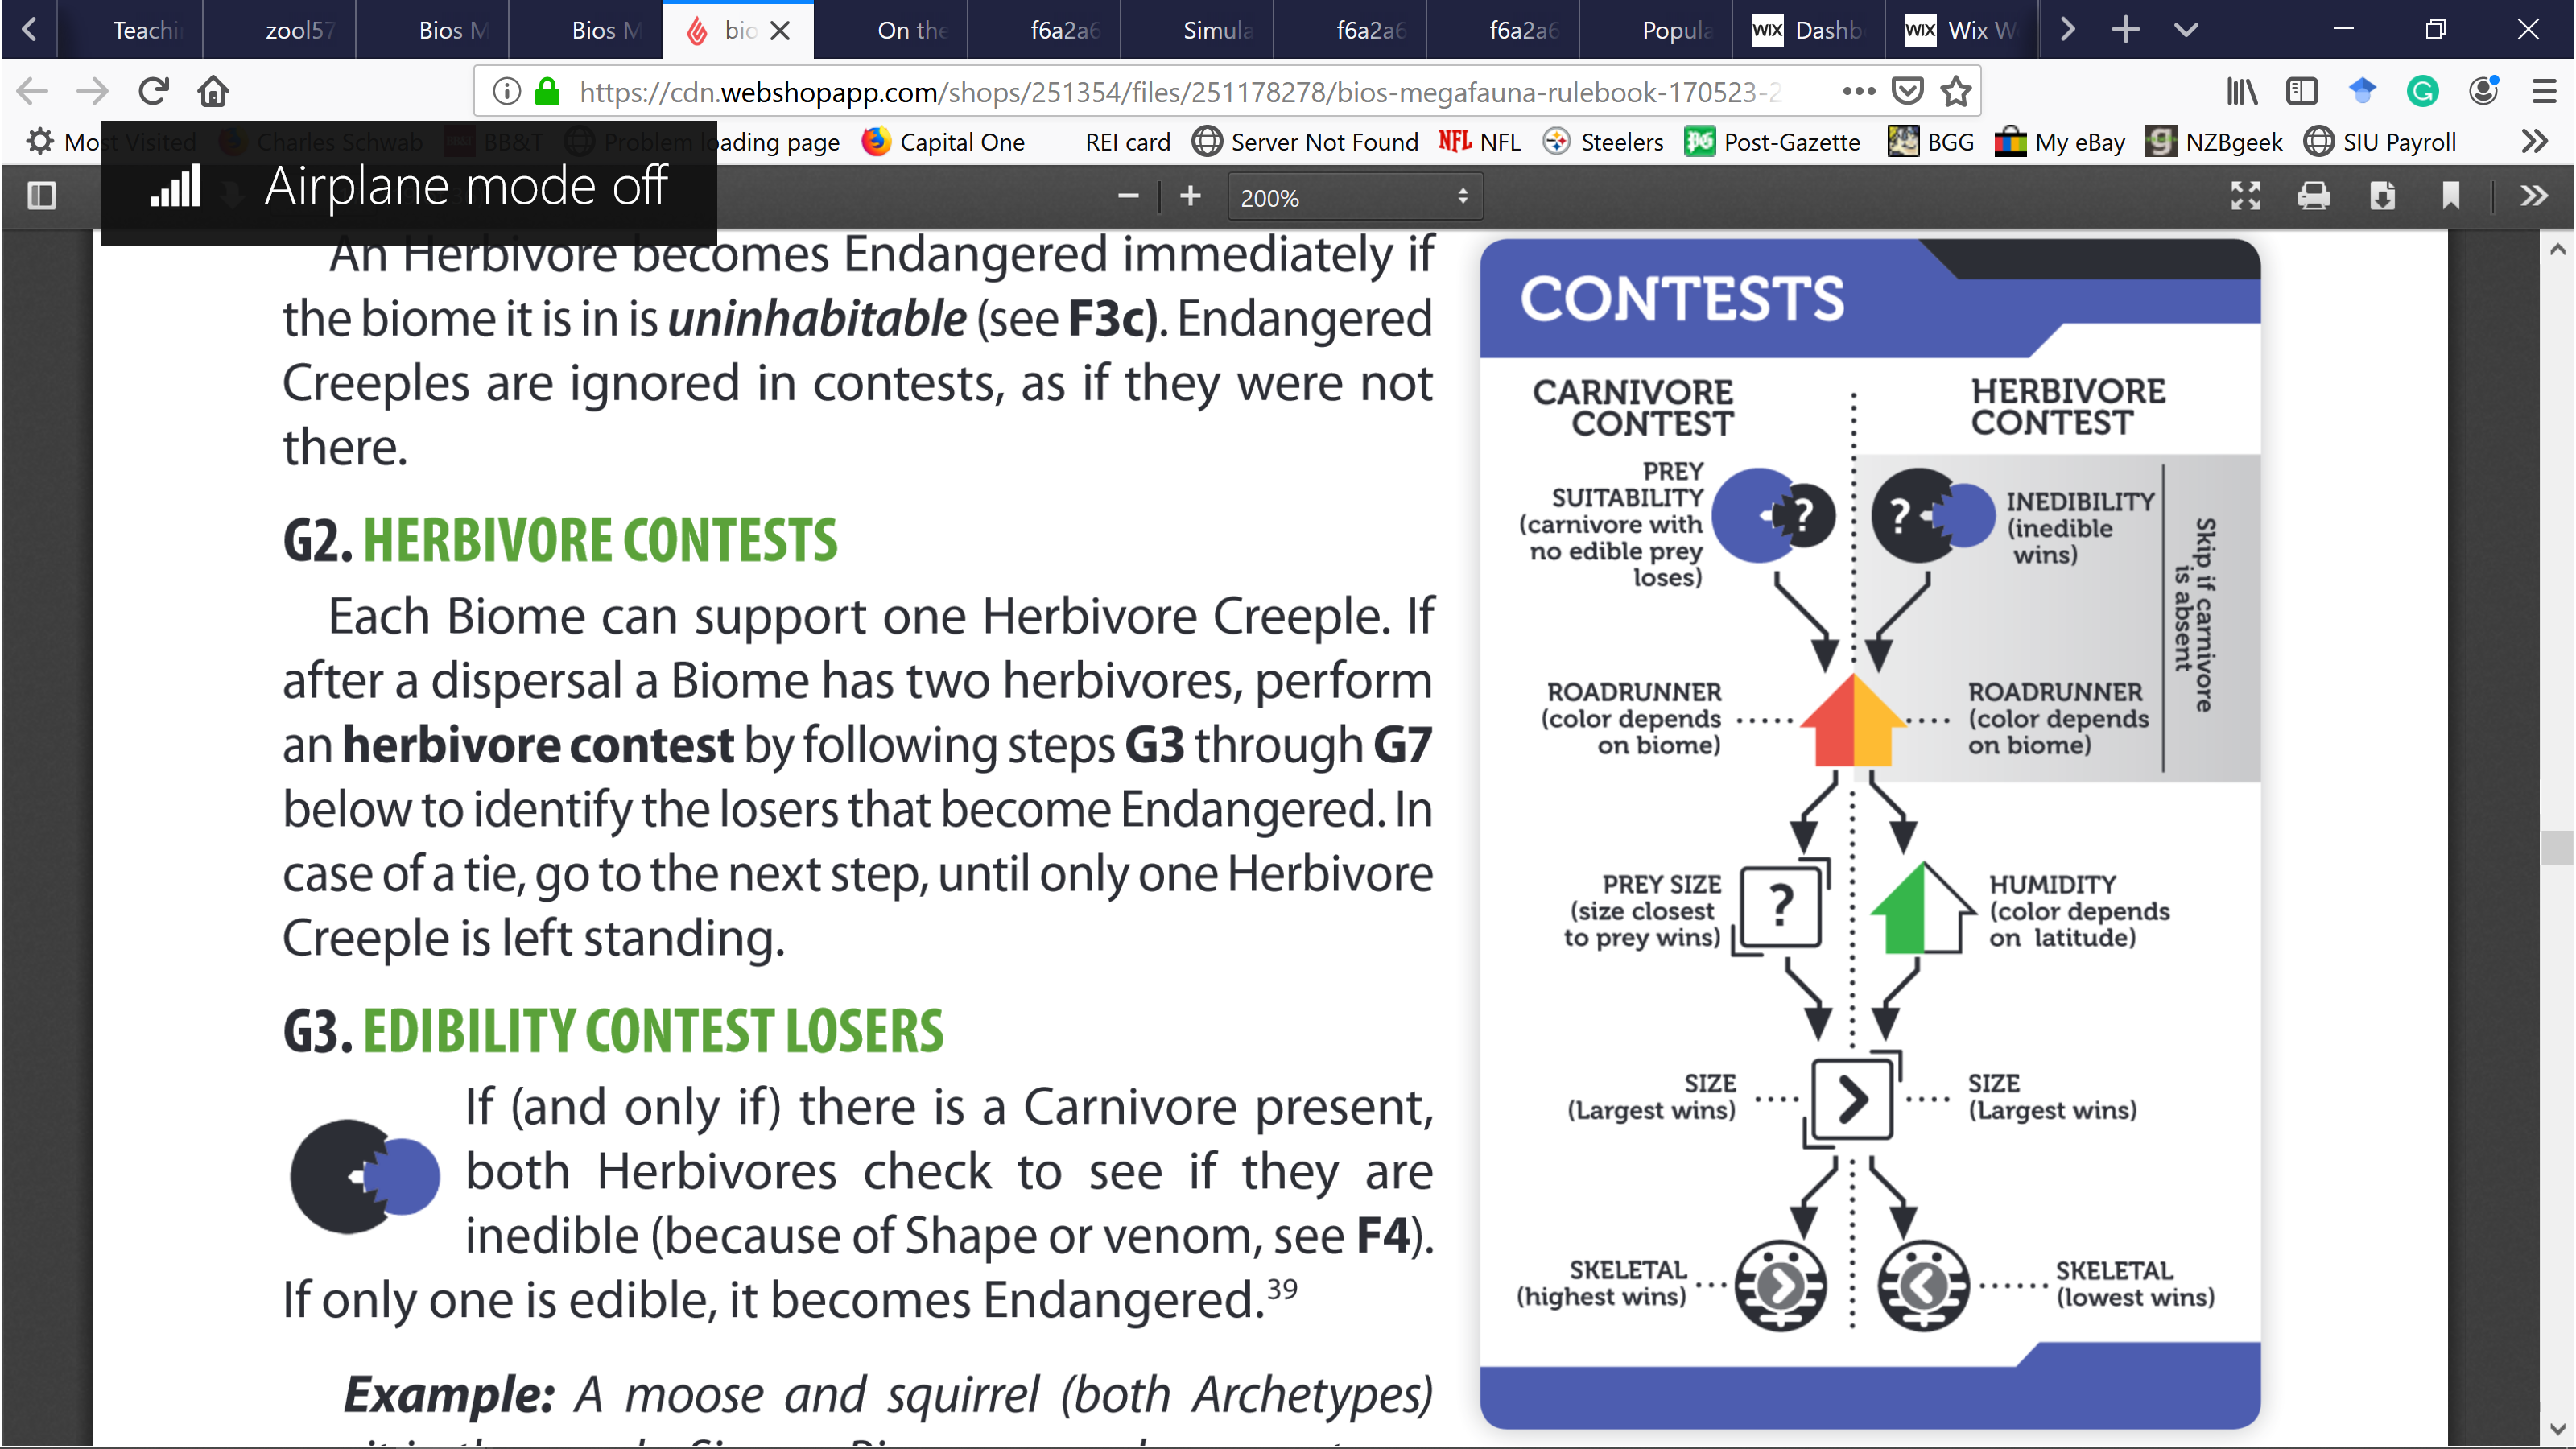 Teachi
zool57
Bios M
Bios M
bio
On the
f6a2a6
Simula
f6a2a6
f6a2a6
Popula
WIX Dashb
WIX Wix W
https://cdn.webshopapp.com/shops/251354/files/251178278/bios-megafauna-rulebook-170523-2
Most Visited
Charles Schwab
BB&T
Problem loading page
Capital One
REI card
Server Not Found
NFL NFL
Steelers
PG Post-Gazette
BGG
My eBay
g NZBgeek
SIU Payroll
Airplane mode off
200%
An Herbivore becomes Endangered immediately if
the biome it is in is uninhabitable (see F3c). Endangered
Creeples are ignored in contests, as if they were not
there.
G2. HERBIVORE CONTESTS
Each Biome can support one Herbivore Creeple. If
after a dispersal a Biome has two herbivores, perform
an herbivore contest by following steps G3 through G7
below to identify the losers that become Endangered. In
case of a tie, go to the next step, until only one Herbivore
Creeple is left standing.
G3. EDIBILITY CONTEST LOSERS
If (and only if) there is a Carnivore present,
both Herbivores check to see if they are
inedible (because of Shape or venom, see F4).
If only one is edible, it becomes Endangered.39
Example: A moose and squirrel (both Archetypes)
CONTESTS
CARNIVORE
CONTEST
HERBIVORE
CONTEST
PREY
SUITABILITY
(carnivore with
no edible prey
loses)
?
?
INEDIBILITY
(inedible
wins)
Skip if carnivore
is absent
ROADRUNNER
(color depends
on biome)
ROADRUNNER
(color depends
on biome)
PREY SIZE
(size closest
to prey wins)
?
HUMIDITY
(color depends
on latitude)
SIZE
(Largest wins)
SIZE
(Largest wins)
SKELETAL
(highest wins)
SKELETAL
(lowest wins)